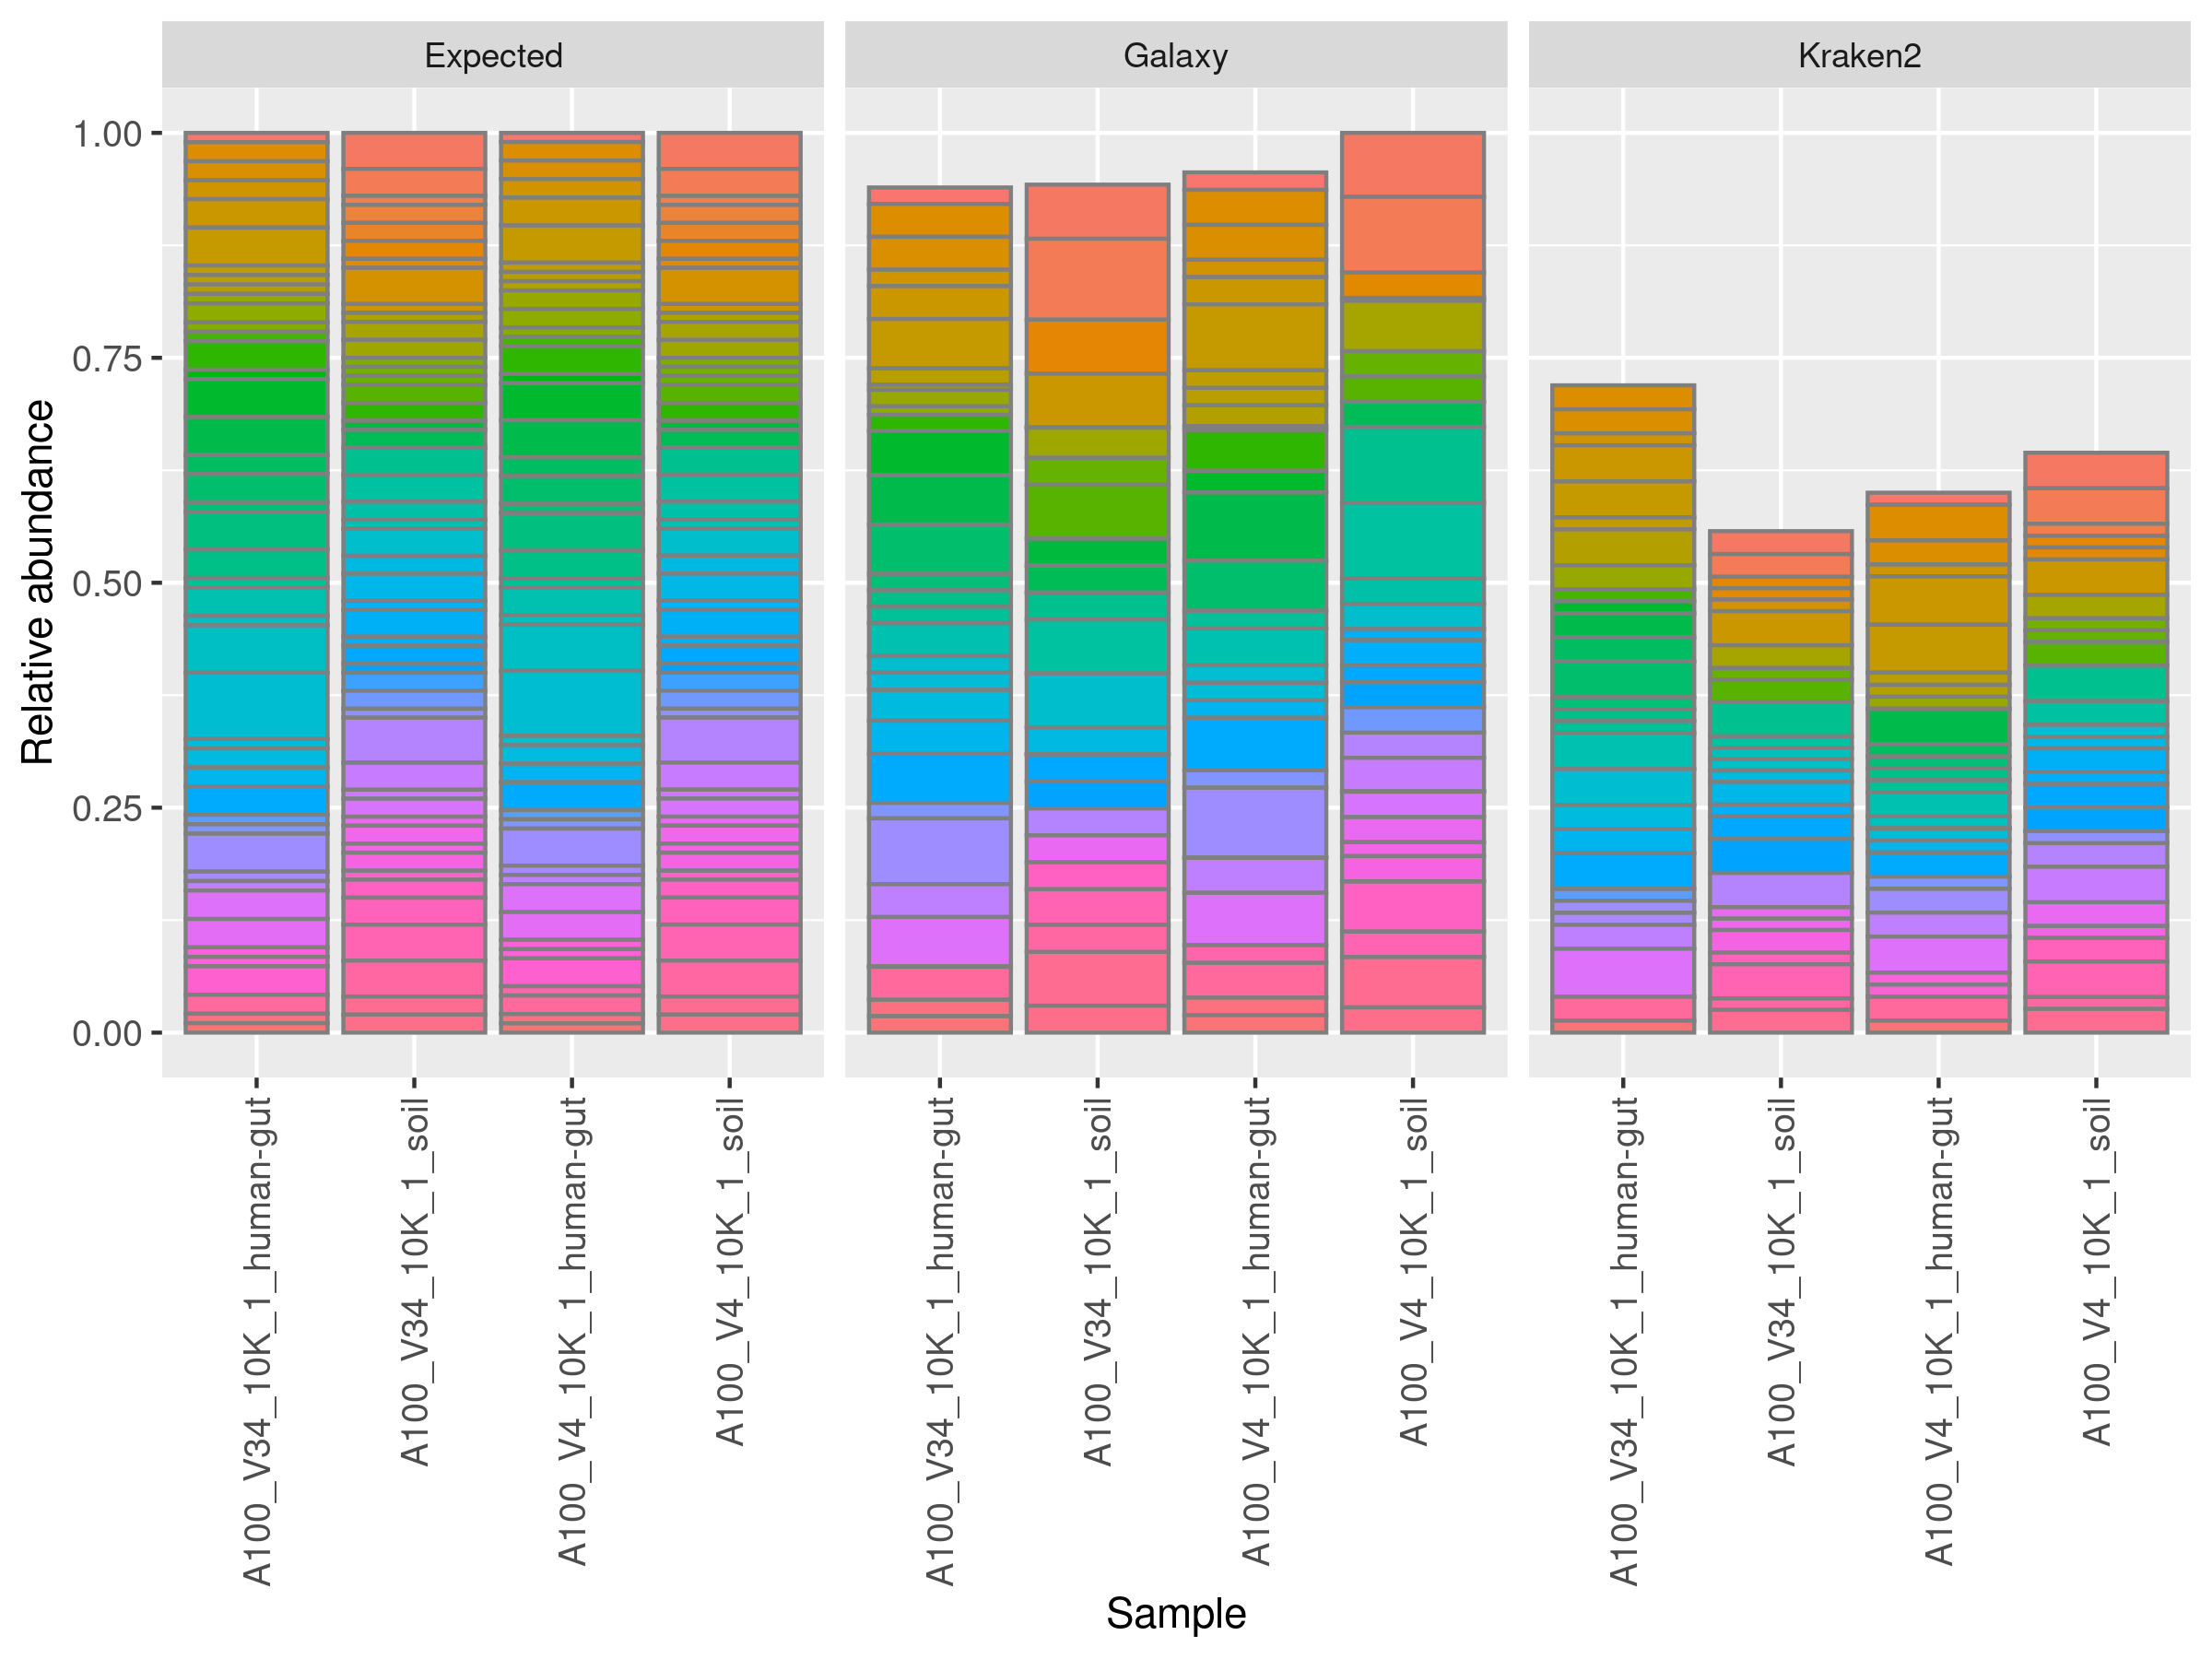 Expected
Galaxy
Kraken2
Relative abundance
1.00
0.75
0.50
0.25
0.00
A100_V34_10K_1_human-gut
A100_V34_10K_1_soil
A100_V4_10K_1_human-gut
A100_V4_10K_1_soil
A100_V34_10K_1_human-gut
A100_V34_10K_1_soil
A100_V4_10K_1_human-gut
A100_V4_10K_1_soil
A100_V34_10K_1_human-gut
A100_V34_10K_1_soil
A100_V4_10K_1_human-gut
A100_V4_10K_1_soil
Sample